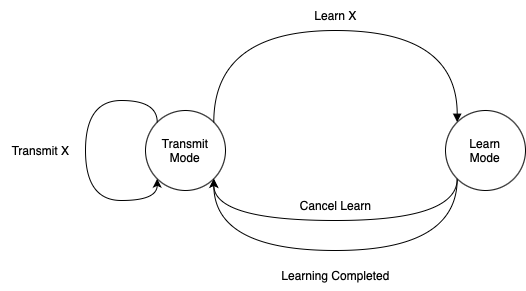 Learn X
Transmit X
Transmit
Mode
Learn
Mode
Cancel Learn
Learning Completed